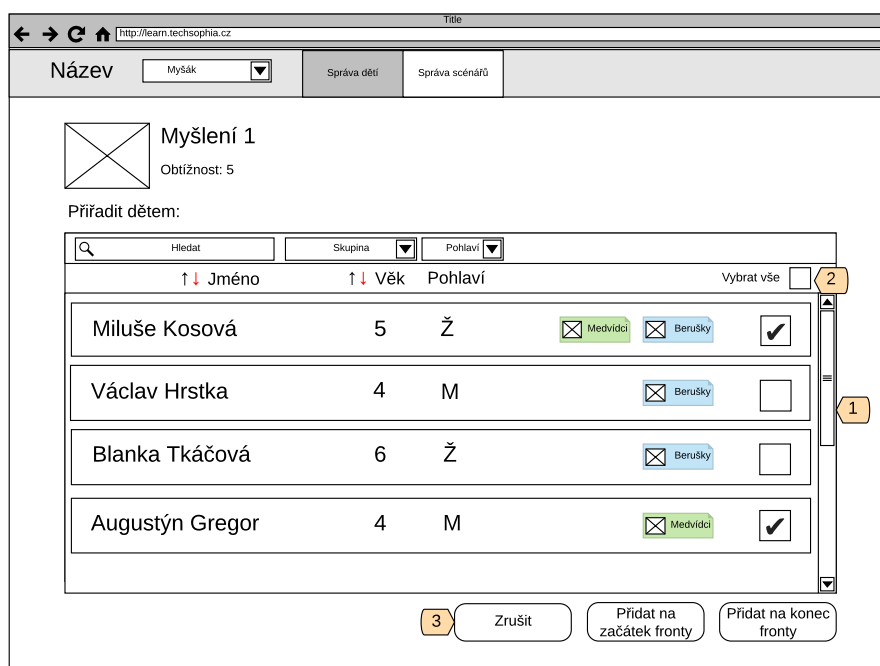 Title
http://learn.techsophia.cz
Název
Myšák
Správa dětí
Správa scénářů
Myšlení 1
Obtížnost: 5
Přiřadit dětem:
Hledat
Skupina
Pohlaví
↑↓ Jméno
↑↓ Věk
Pohlaví
Vybrat vše
2
Miluše Kosová 5 Ž Medvídci Berušky
Václav Hrstka 4 M Berušky
1
Blanka Tkáčová 6 Ž Berušky
Augustýn Gregor 4 M Medvídci
3
Zrušit
Přidat na
začátek fronty
Přidat na konec
fronty